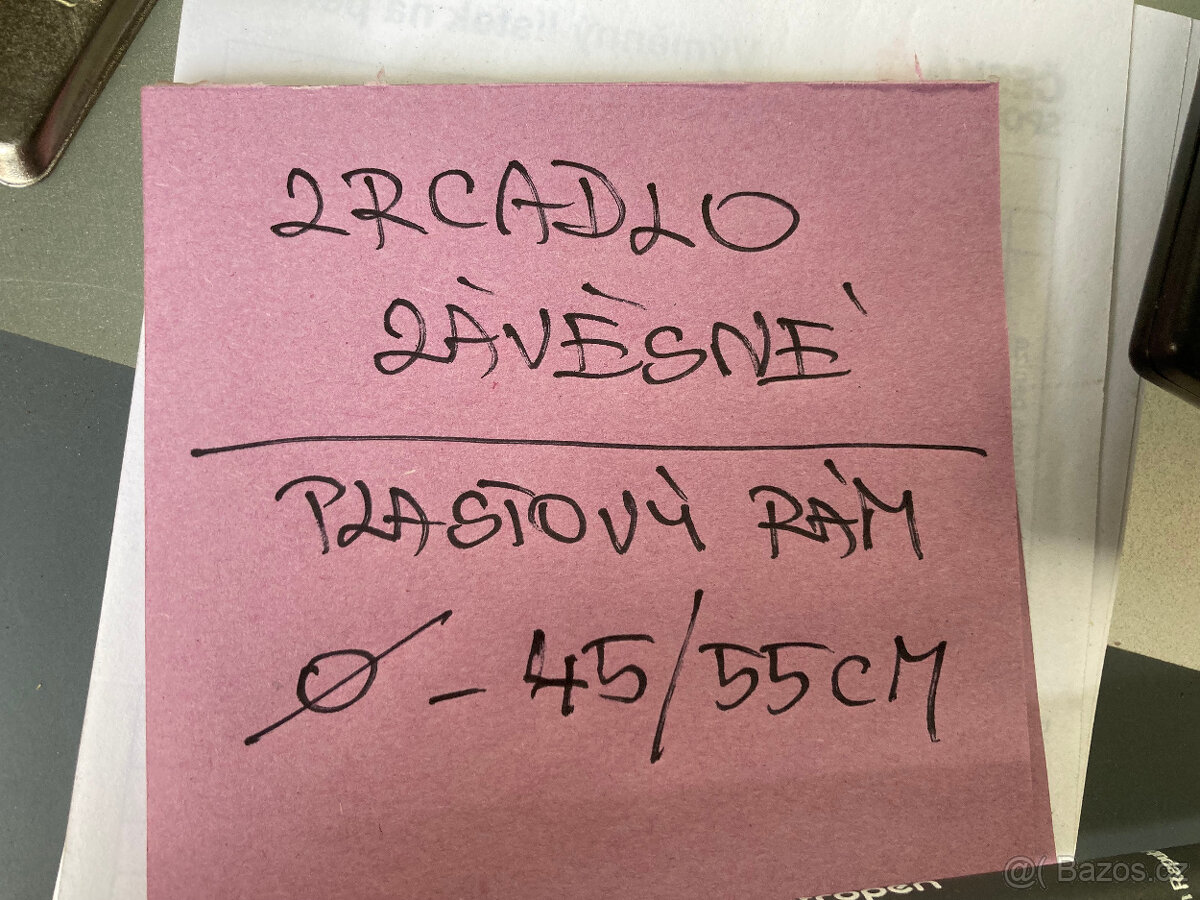 ZRCADLO
ZÁVĚSNÉ
PLASTOVÝ RÁM
Ø - 45/55CM
@( Bazos.cz